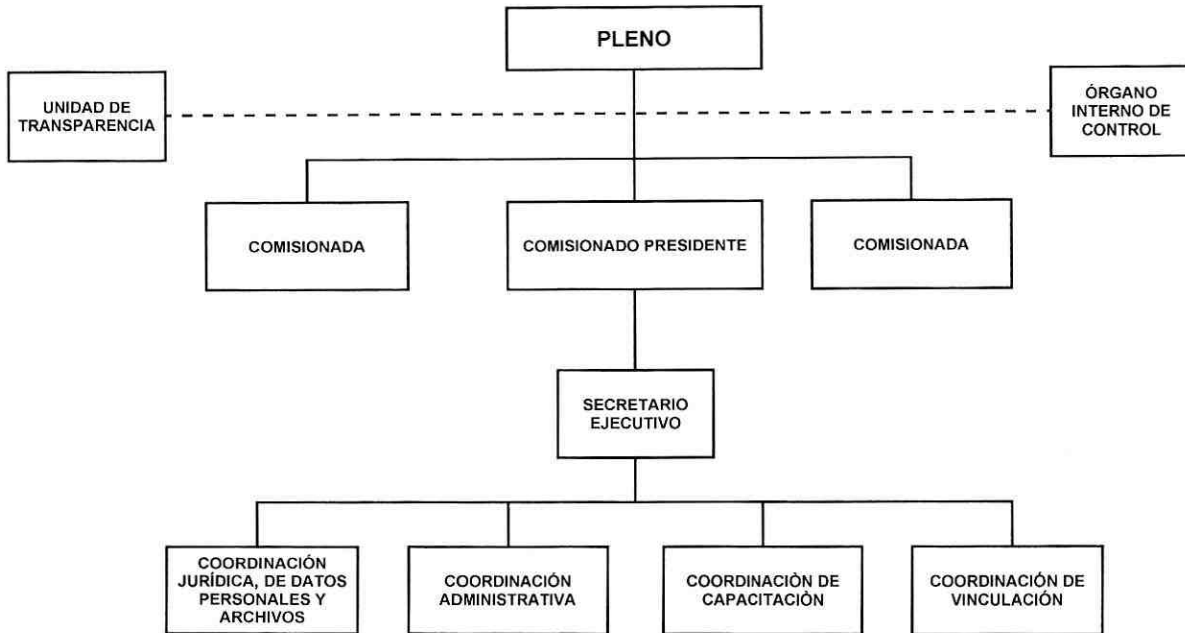 PLENO
UNIDAD DE
TRANSPARENCIA
ÓRGANO
INTERNO DE
CONTROL
COMISIONADA
COMISIONADO PRESIDENTE
COMISIONADA
SECRETARIO
EJECUTIVO
COORDINACIÓN
JURÍDICA, DE DATOS
PERSONALES Y
ARCHIVOS
COORDINACIÓN
ADMINISTRATIVA
COORDINACIÒN DE
CAPACITACIÒN
COORDINACIÓN DE
VINCULACIÓN